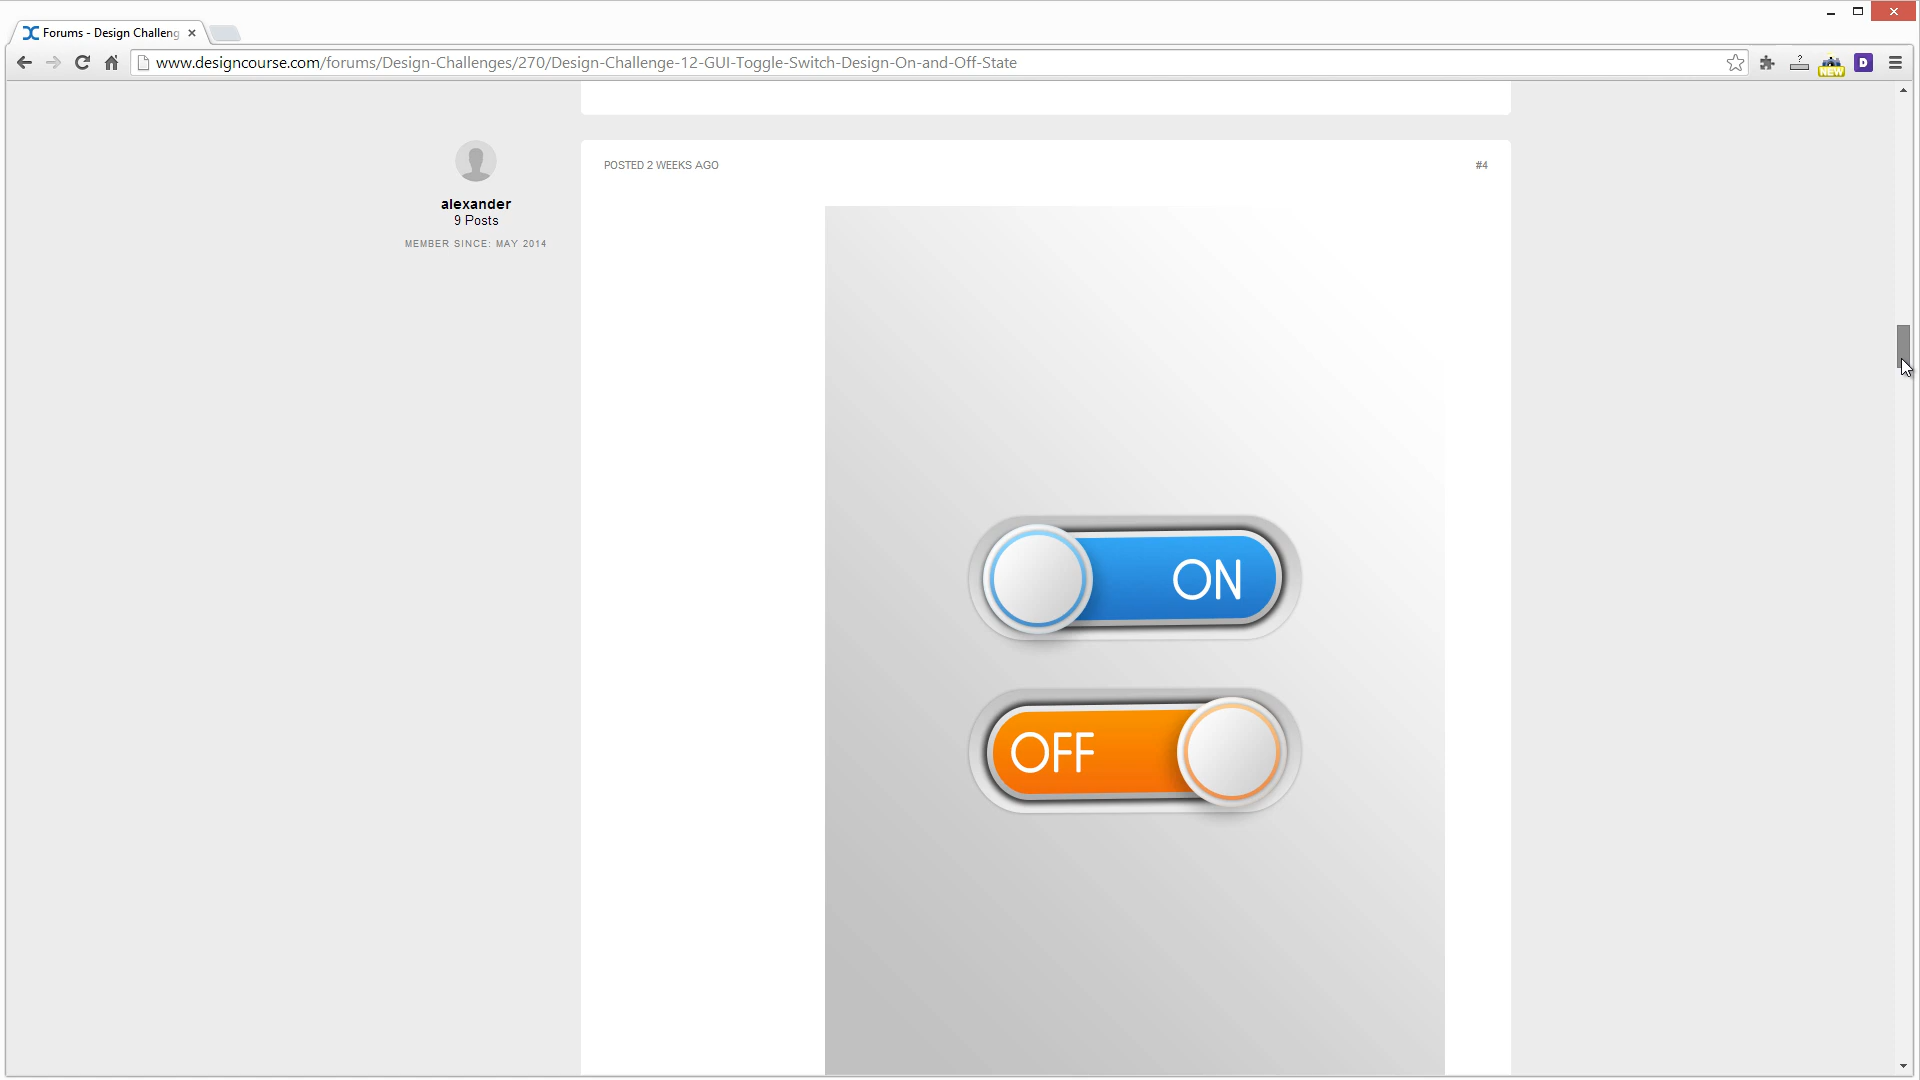 Forums - Design Challeng
www.designcourse.com/forums/Design-Challenges/270/Design-Challenge-12-GUI-Toggle-Switch-Design-On-and-Off-State
?
NEW
D
alexander
9 Posts
MEMBER SINCE: MAY 2014
POSTED 2 WEEKS AGO
#4
ON
OFF